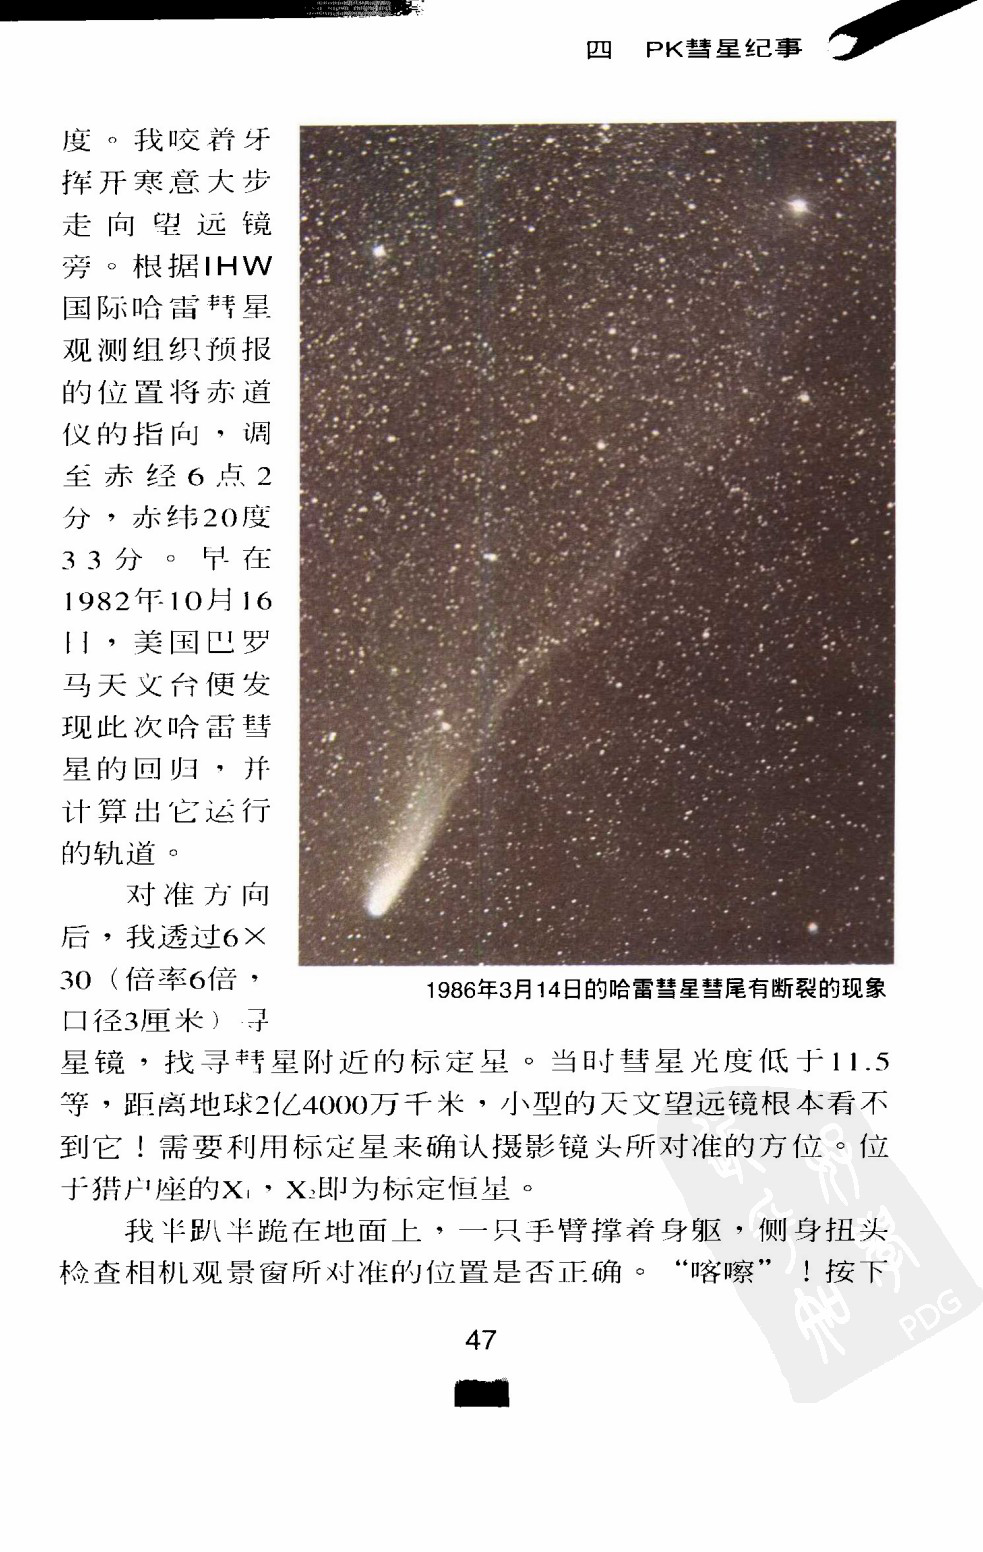 四 PK彗星纪事
度。我咬着牙
挥开寒意大步
走向望远镜
旁。根据IHW
国际哈雷彗星
观测组织预报
的位置将赤道
仪的指向，调
至赤经6点2
分，赤纬20度
33分。早在
1982年10月16
日，美国巴罗
马天文台便发
现此次哈雷彗
星的回归，并
计算出它运行
的轨道。
对准方向
后，我透过6×
30（倍率6倍，
口径3厘米）寻
1986年3月14日的哈雷彗星彗尾有断裂的现象
星镜，找寻彗星附近的标定星。当时彗星光度低于11.5
等，距离地球2亿4000万千米，小型的天文望远镜根本看不
到它！需要利用标定星来确认摄影镜头所对准的方位。位
于猎户座的X₁，X₂即为标定恒星。
我半趴半跪在地面上，一只手臂撑着身躯，侧身扭头
检查相机观景窗所对准的位置是否正确。“喀嚓”！按下
47
PDG